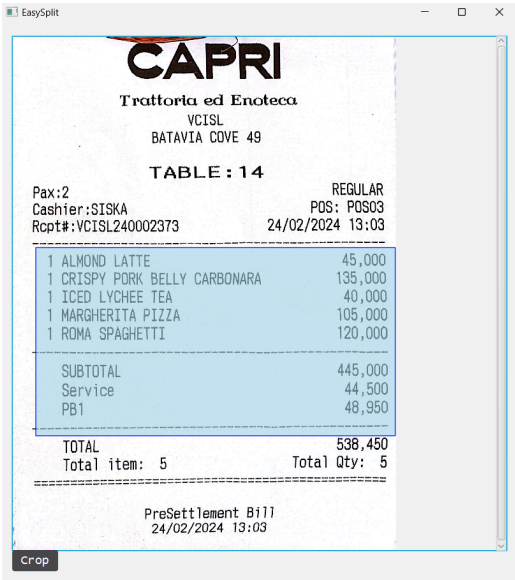 EasySplit
CAPRI
Trattoria ed Enoteca
VCISL
BATAVIA COVE 49
TABLE:14
Pax:2 REGULAR
Cashier:SISKA POS: POS03
Rcpt#:VCISL240002373 24/02/2024 13:03
1 ALMOND LATTE 45,000
1 CRISPY PORK BELLY CARBONARA 135,000
1 ICED LYCHEE TEA 40,000
1 MARGHERITA PIZZA 105,000
1 ROMA SPAGHETTI 120,000
SUBTOTAL 445,000
Service 44,500
PB1 48,950
TOTAL 538,450
Total item: 5 Total Qty: 5
PreSettlement Bill
24/02/2024 13:03
Crop